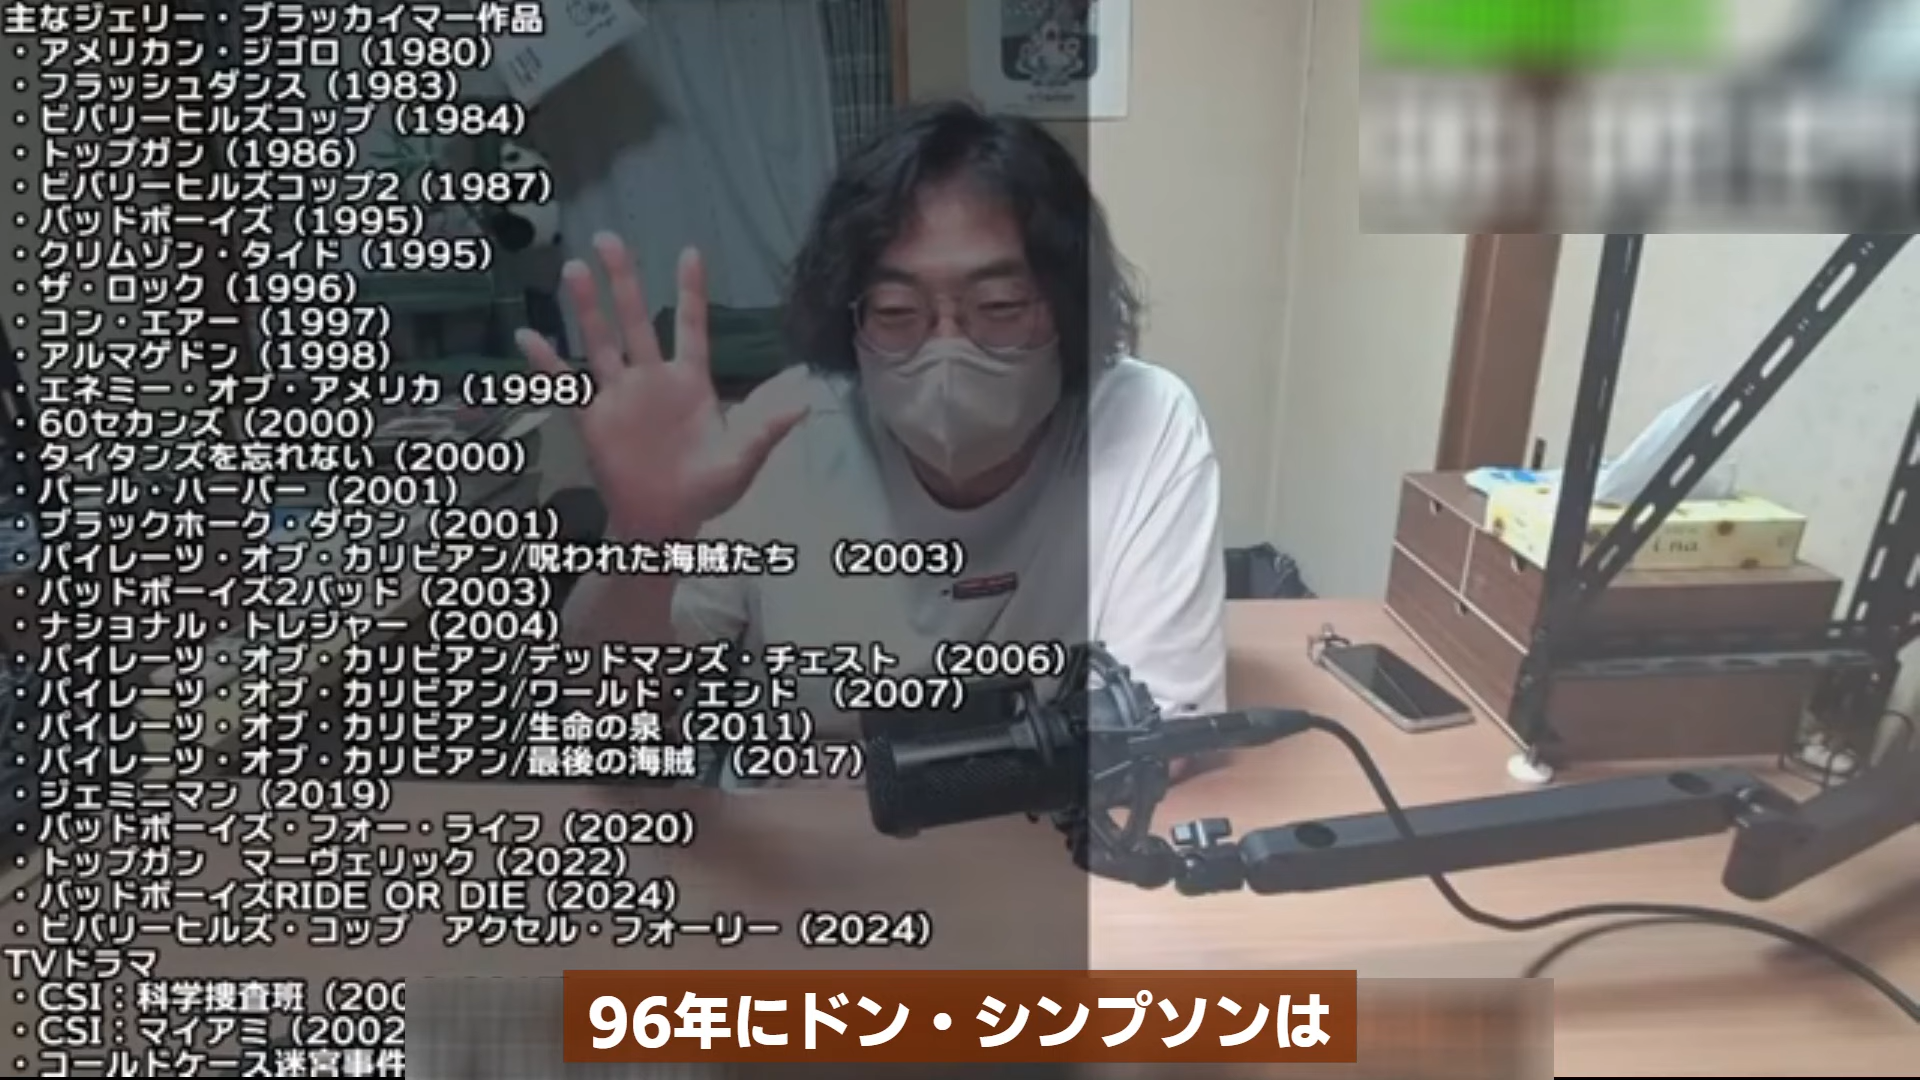 主なジェリー・ブラッカイマー作品
・アメリカン・ジゴロ（1980）
・フラッシュダンス（1983）
・ビバリーヒルズコップ（1984）
・トップガン（1986）
・ビバリーヒルズコップ2（1987）
・バッドボーイズ（1995）
・クリムゾン・タイド（1995）
・ザ・ロック（1996）
・コン・エアー（1997）
・アルマゲドン（1998）
・エネミー・オブ・アメリカ（1998）
・60セカンズ（2000）
・タイタンズを忘れない（2000）
・パール・ハーバー（2001）
・ブラックホーク・ダウン（2001）
・パイレーツ・オブ・カリビアン/呪われた海賊たち　（2003）
・バッドボーイズ2バッド（2003）
・ナショナル・トレジャー（2004）
・パイレーツ・オブ・カリビアン/デッドマンズ・チェスト　（2006）
・パイレーツ・オブ・カリビアン/ワールド・エンド　（2007）
・パイレーツ・オブ・カリビアン/生命の泉（2011）
・パイレーツ・オブ・カリビアン/最後の海賊　（2017）
・ジェミニマン（2019）
・バッドボーイズ・フォー・ライフ（2020）
・トップガン　マーヴェリック（2022）
・バッドボーイズRIDE OR DIE（2024）
・ビバリーヒルズ・コップ　アクセル・フォーリー（2024）
TVドラマ
・CSI：科学捜査班（200
・CSI：マイアミ（2002
・コールドケース迷宮事件
96年にドン・シンプソンは